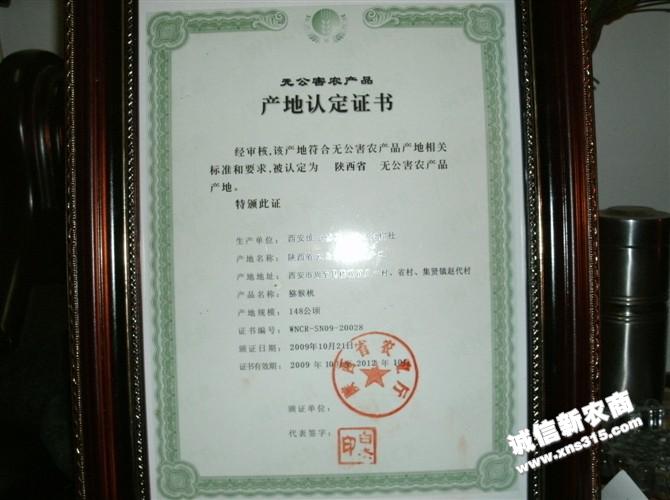 无公害农产品
产地认定证书
经审核,该产地符合无公害农产品产地相关
标准和要求,被认定为 陕西省 无公害农产品
产地。
特颁此证
生产单位: 西安
产地名称: 陕西省
产地地址: 西安市 村、省村、集贤镇赵代村
产品名称: 猕猴桃
产地规模: 148公顷
证书编号: WNCR-SN09-20028
颁证日期: 2009年10月21日
证书有效期: 2009年10 2012年10
颁证单位:
陕西省农业厅
代表签字:
诚信新农商
www.xns315.com